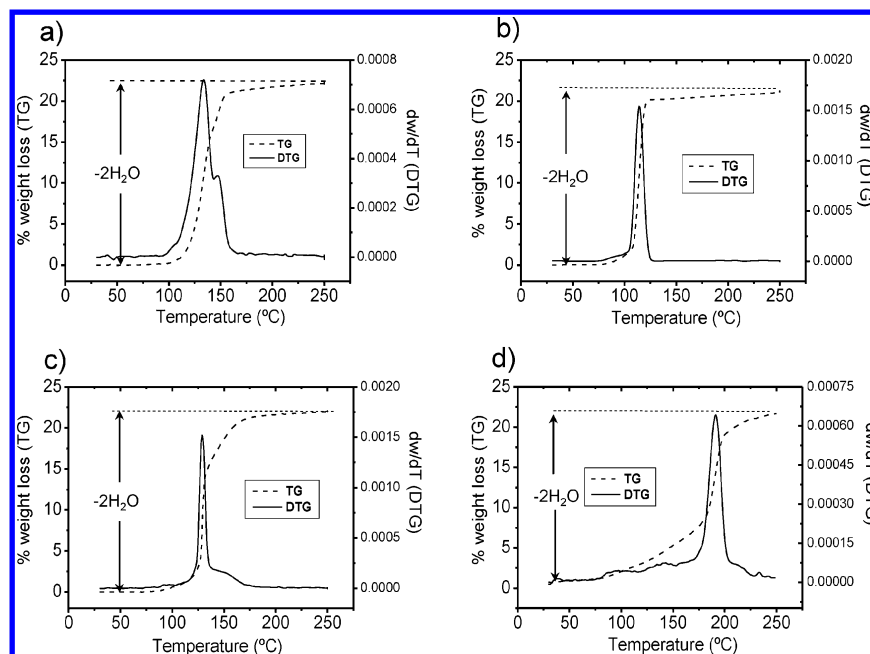 a)
25
20
15
10
5
0
% weight loss (TG)
-2H₂O
TG
DTG
0.0008
0.0006
0.0004
0.0002
0.0000
dw/dT (DTG)
0 50 100 150 200 250
Temperature (ºC)
b)
25
20
15
10
5
0
% weight loss (TG)
-2H₂O
TG
DTG
0.0020
0.0015
0.0010
0.0005
0.0000
dw/dT (DTG)
0 50 100 150 200 250
Temperature (ºC)
c)
25
20
15
10
5
0
% weight loss (TG)
-2H₂O
TG
DTG
0.0020
0.0015
0.0010
0.0005
0.0000
dw/dT (DTG)
0 50 100 150 200 250
Temperature (ºC)
d)
25
20
15
10
5
0
% weight loss (TG)
-2H₂O
TG
DTG
0.00075
0.00060
0.00045
0.00030
0.00015
0.00000
dw/dT (DTG)
0 50 100 150 200 250
Temperature (ºC)